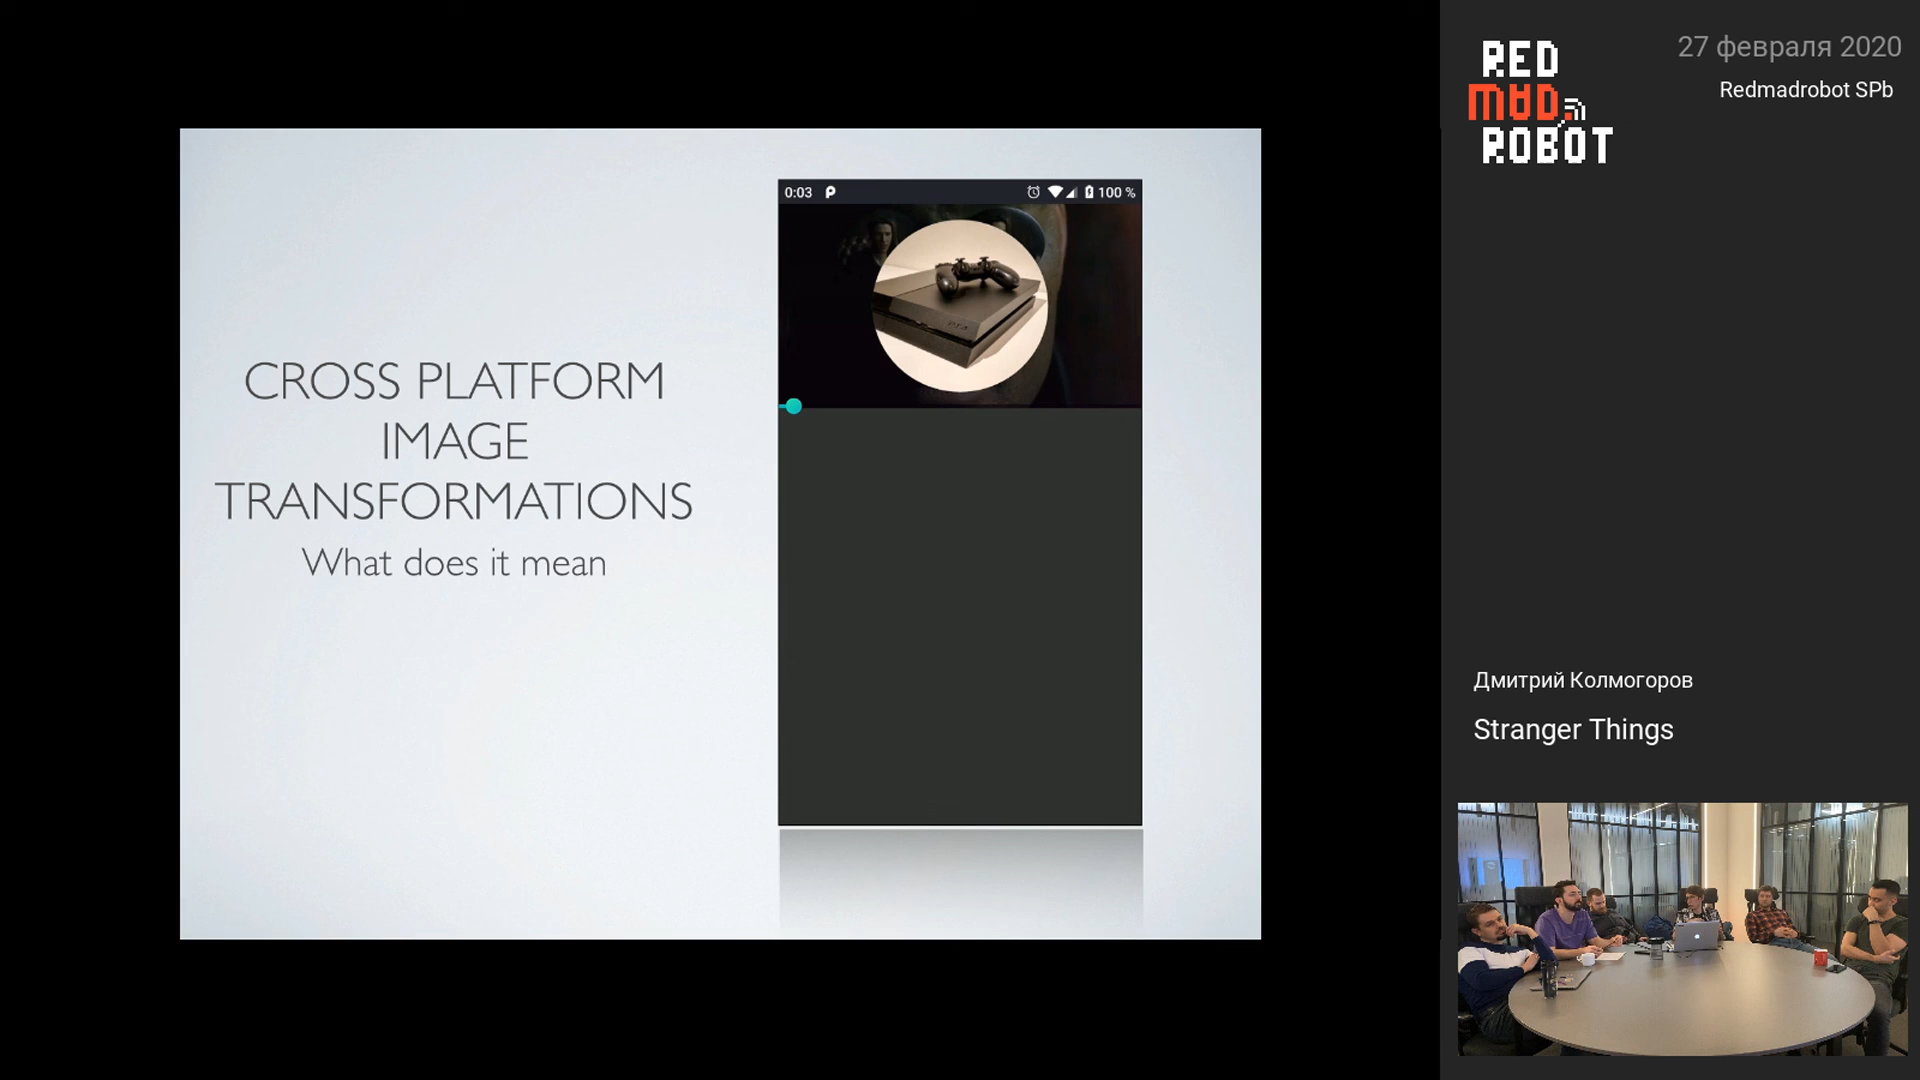 CROSS PLATFORM
IMAGE
TRANSFORMATIONS
What does it mean
0:03
100 %
PS4
RED
MAD
ROBOT
27 февраля 2020
Redmadrobot SPb
Дмитрий Колмогоров
Stranger Things